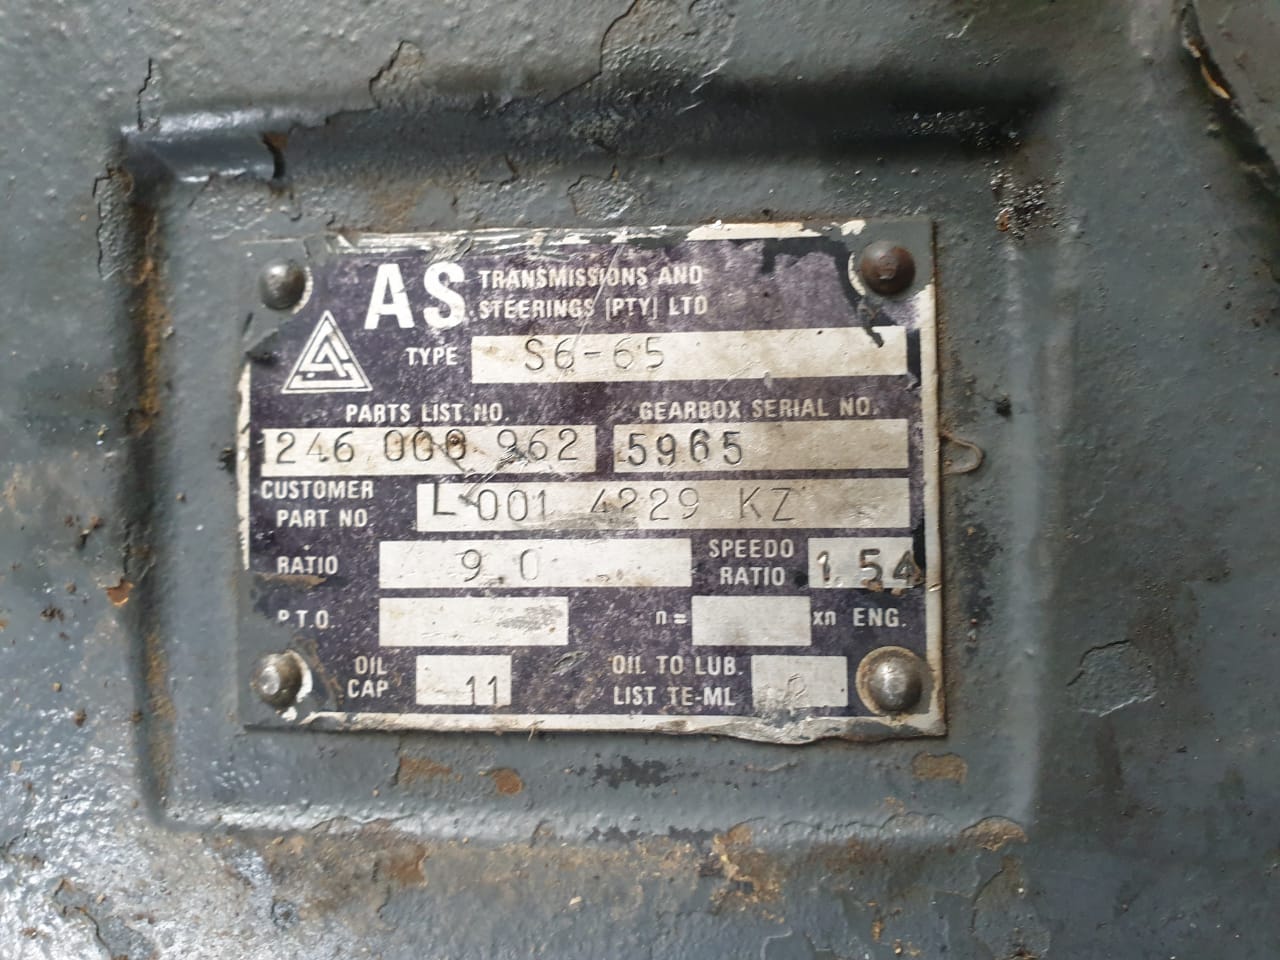 AS TRANSMISSIONS AND
STEERINGS [PTY] LTD
TYPE S6-65
PARTS LIST NO. GEARBOX SERIAL NO.
246 000 962 5965
CUSTOMER
PART NO. L 001 4229 KZ
RATIO 9.0 SPEEDO
RATIO 1.54
P.T.O. n= xn ENG.
OIL
CAP 11 OIL TO LUB.
LIST TE-ML 2